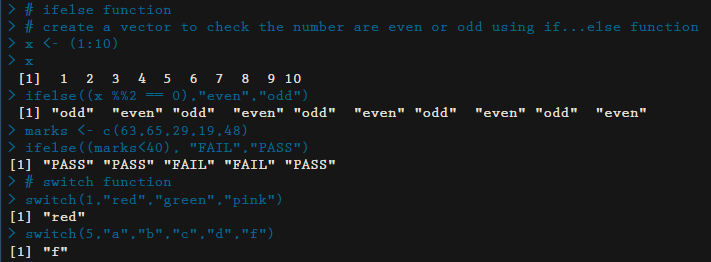 > # ifelse function
> # create a vector to check the number are even or odd using if...else function
> x <- (1:10)
> x
[1] 1 2 3 4 5 6 7 8 9 10
> ifelse((x %%2 == 0),"even","odd")
[1] "odd" "even" "odd" "even" "odd" "even" "odd" "even" "odd" "even"
> marks <- c(63,65,29,19,48)
> ifelse((marks<40), "FAIL","PASS")
[1] "PASS" "PASS" "FAIL" "FAIL" "PASS"
> # switch function
> switch(1,"red","green","pink")
[1] "red"
> switch(5,"a","b","c","d","f")
[1] "f"